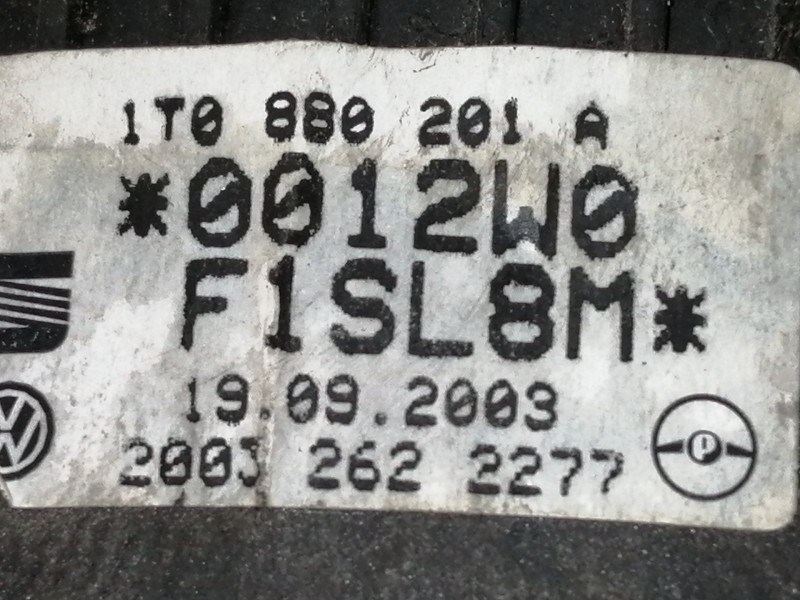 1T0 880 201 A
*0012W0
F1SL8M*
19.09.2003
2003 262 2277
P